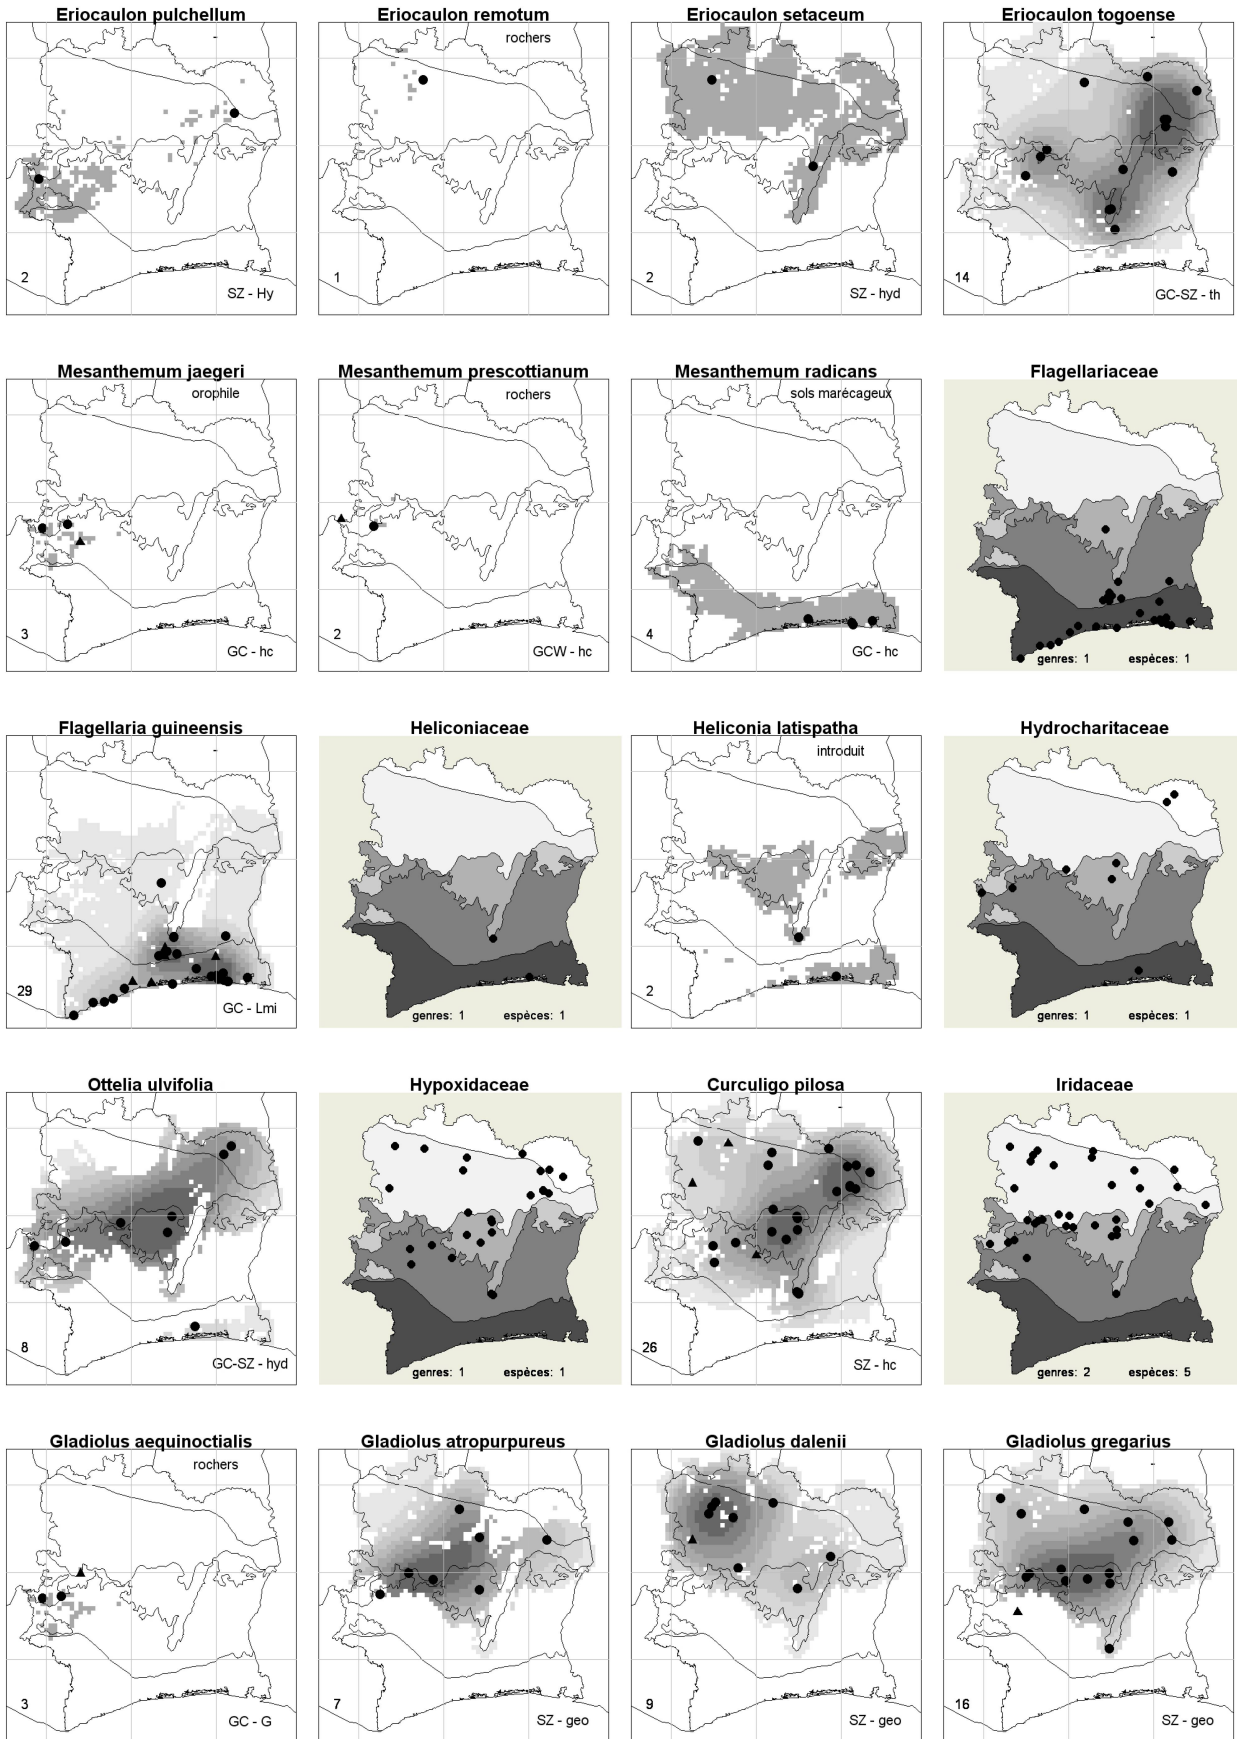 Eriocaulon pulchellum
2
SZ - Hy
Eriocaulon remotum
rochers
1
Eriocaulon setaceum
2
SZ - hyd
Eriocaulon togoense
14
GC-SZ - th
Mesanthemum jaegeri
orophile
3
GC - hc
Mesanthemum prescottianum
rochers
2
GCW - hc
Mesanthemum radicans
sols marécageux
4
GC - hc
Flagellariaceae
genres: 1 espèces: 1
Flagellaria guineensis
29
GC - Lmi
Heliconiaceae
genres: 1 espèces: 1
Heliconia latispatha
introduit
2
Hydrocharitaceae
genres: 1 espèces: 1
Ottelia ulvifolia
8
GC-SZ - hyd
Hypoxidaceae
genres: 1 espèces: 1
Curculigo pilosa
26
SZ - hc
Iridaceae
genres: 2 espèces: 5
Gladiolus aequinoctialis
rochers
3
GC - G
Gladiolus atropurpureus
7
SZ - geo
Gladiolus dalenii
9
SZ - geo
Gladiolus gregarius
16
SZ - geo